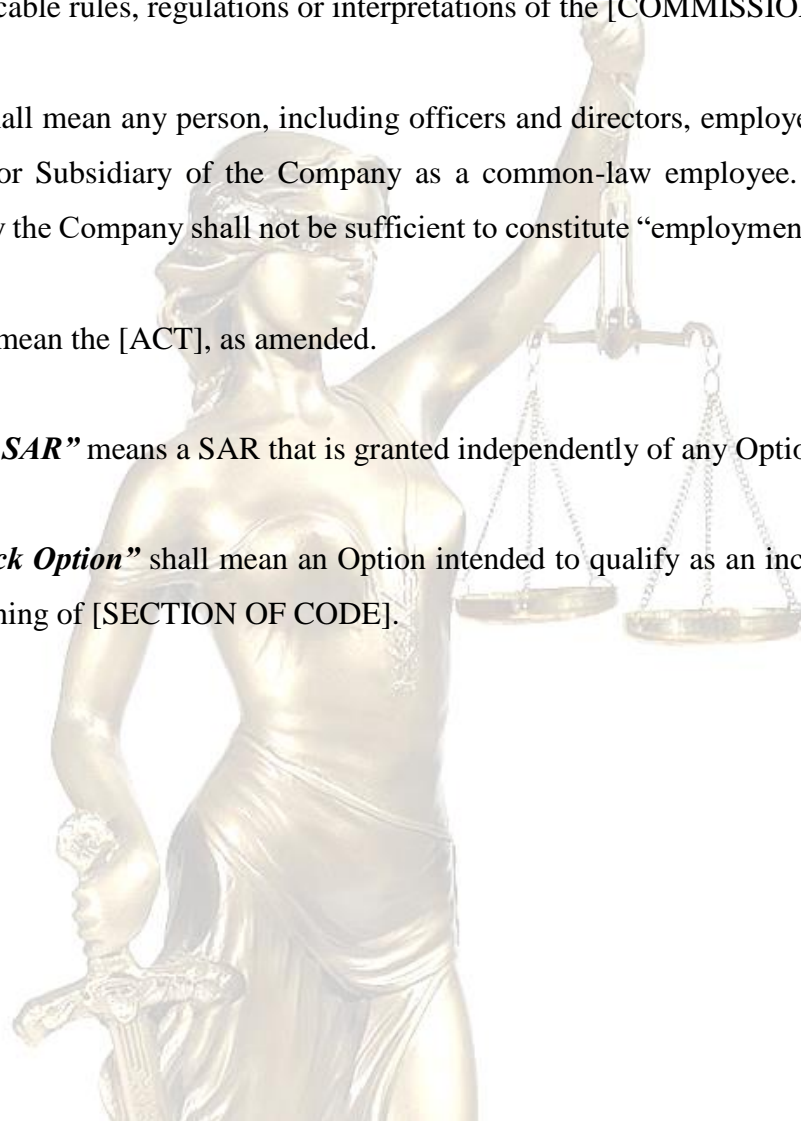 cable rules, regulations or interpretations of the [COMMISSION
all mean any person, including officers and directors, employe
or Subsidiary of the Company as a common-law employee.
y the Company shall not be sufficient to constitute “employmen
mean the [ACT], as amended.
SAR” means a SAR that is granted independently of any Optio
ck Option” shall mean an Option intended to qualify as an inc
ning of [SECTION OF CODE].